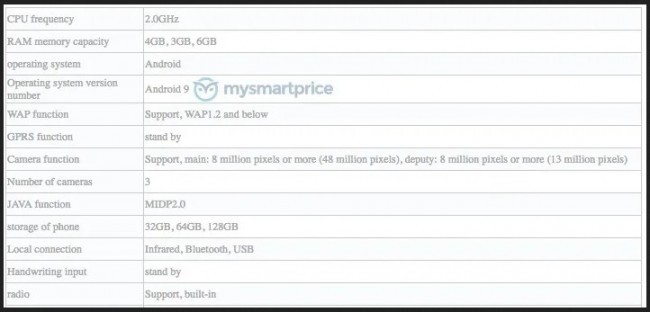 CPU frequency 2.0GHz
RAM memory capacity 4GB, 3GB, 6GB
operating system Android
Operating system version
number Android 9 mysmartprice
WAP function Support, WAP1.2 and below
GPRS function stand by
Camera function Support, main: 8 million pixels or more (48 million pixels), deputy: 8 million pixels or more (13 million pixels)
Number of cameras 3
JAVA function MIDP2.0
storage of phone 32GB, 64GB, 128GB
Local connection Infrared, Bluetooth, USB
Handwriting input stand by
radio Support, built-in